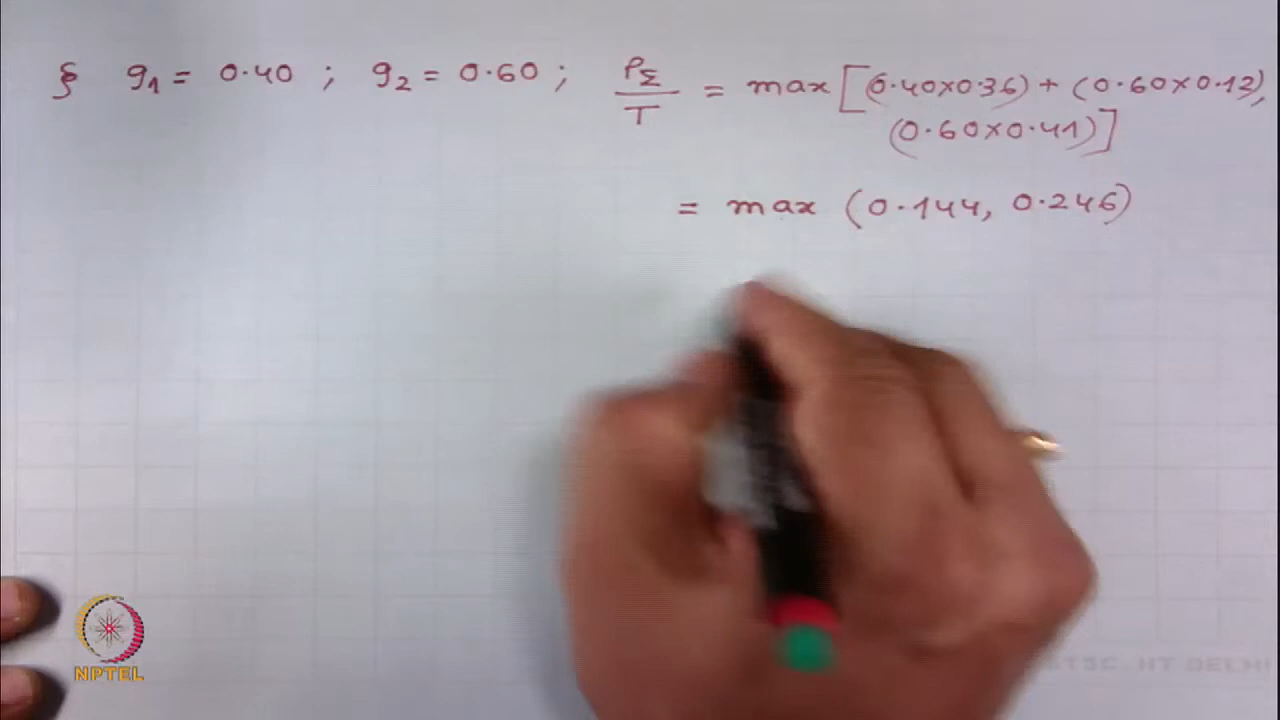 § g1 = 0.40 ; g2 = 0.60 ; PΣ/T = max [(0.40×0.36) + (0.60×0.12),
(0.60×0.41)]
= max (0.144, 0.246)
NPTEL